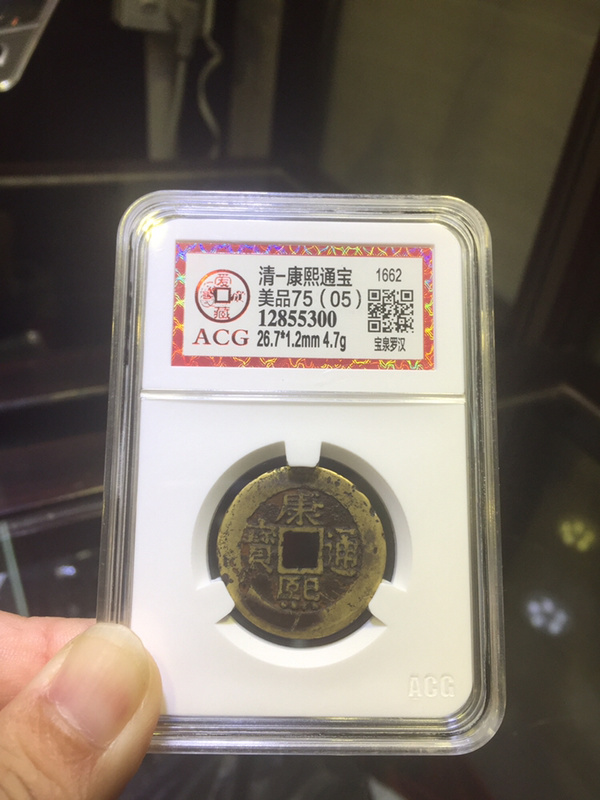 清-康熙通宝 1662
美品75（05）
12855300
ACG 26.7*1.2mm 4.7g
宝泉罗汉
康熙通寶
ACG